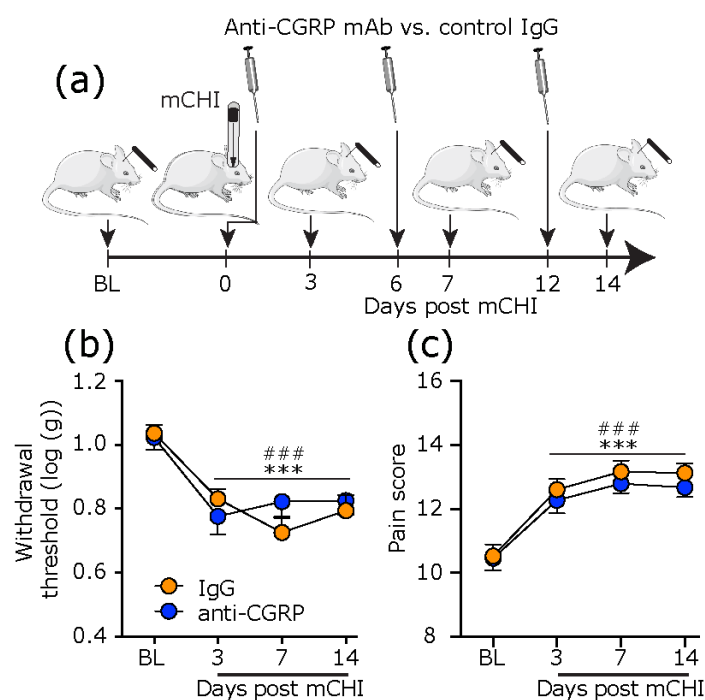 Anti-CGRP mAb vs. control IgG
(a)
mCHI
BL 0 3 6 7 12 14
Days post mCHI
(b)
1.2
1.0
0.8
0.6
0.4
Withdrawal
threshold (log (g))
###
***
IgG
anti-CGRP
BL 3 7 14
Days post mCHI
(c)
16
14
12
10
8
Pain score
###
***
BL 3 7 14
Days post mCHI